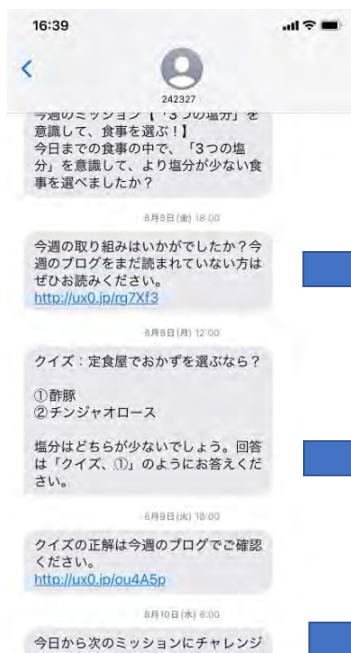 16:39
242327
今週のミッション【「3つの塩分」を
意識して、食事を選ぶ!】
今日までの食事の中で、「3つの塩
分」を意識して、より塩分が少ない食
事を選べましたか?
8月5日(金) 18:00
今週の取り組みはいかがでしたか?今
週のブログをまだ読まれていない方は
ぜひお読みください。
http://ux0.jp/rg7Xf3
8月8日(月) 12:00
クイズ:定食屋でおかずを選ぶなら?
①酢豚
②チンジャオロース
塩分はどちらが少ないでしょう。回答
は「クイズ、①」のようにお答えくだ
さい。
8月9日(火) 18:00
クイズの正解は今週のブログでご確認
ください。
http://ux0.jp/ou4A5p
8月10日(水) 8:00
今日から次のミッションにチャレンジ